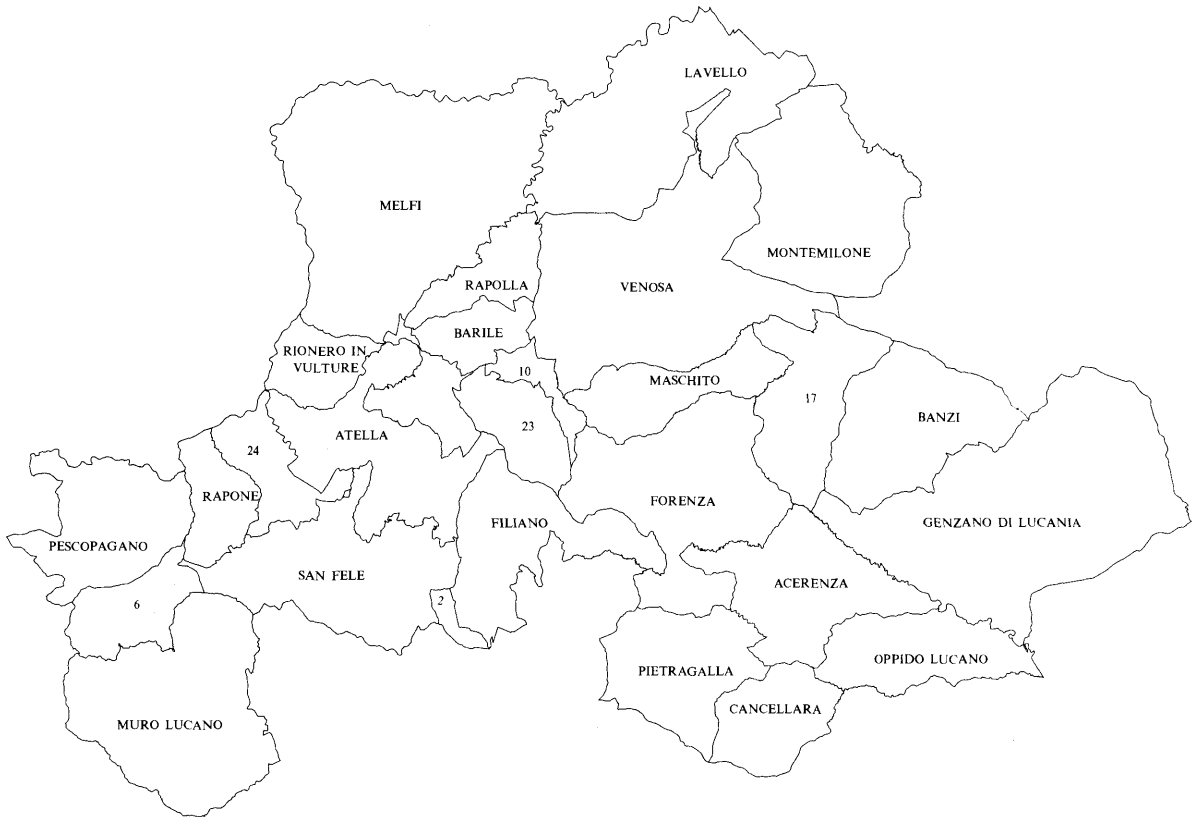 LAVELLO
MELFI
MONTEMILONE
RAPOLLA
VENOSA
BARILE
RIONERO IN
VULTURE
10
MASCHITO
17
BANZI
23
ATELLA
24
RAPONE
FORENZA
FILIANO
GENZANO DI LUCANIA
PESCOPAGANO
SAN FELE
ACERENZA
6
2
OPPIDO LUCANO
PIETRAGALLA
CANCELLARA
MURO LUCANO